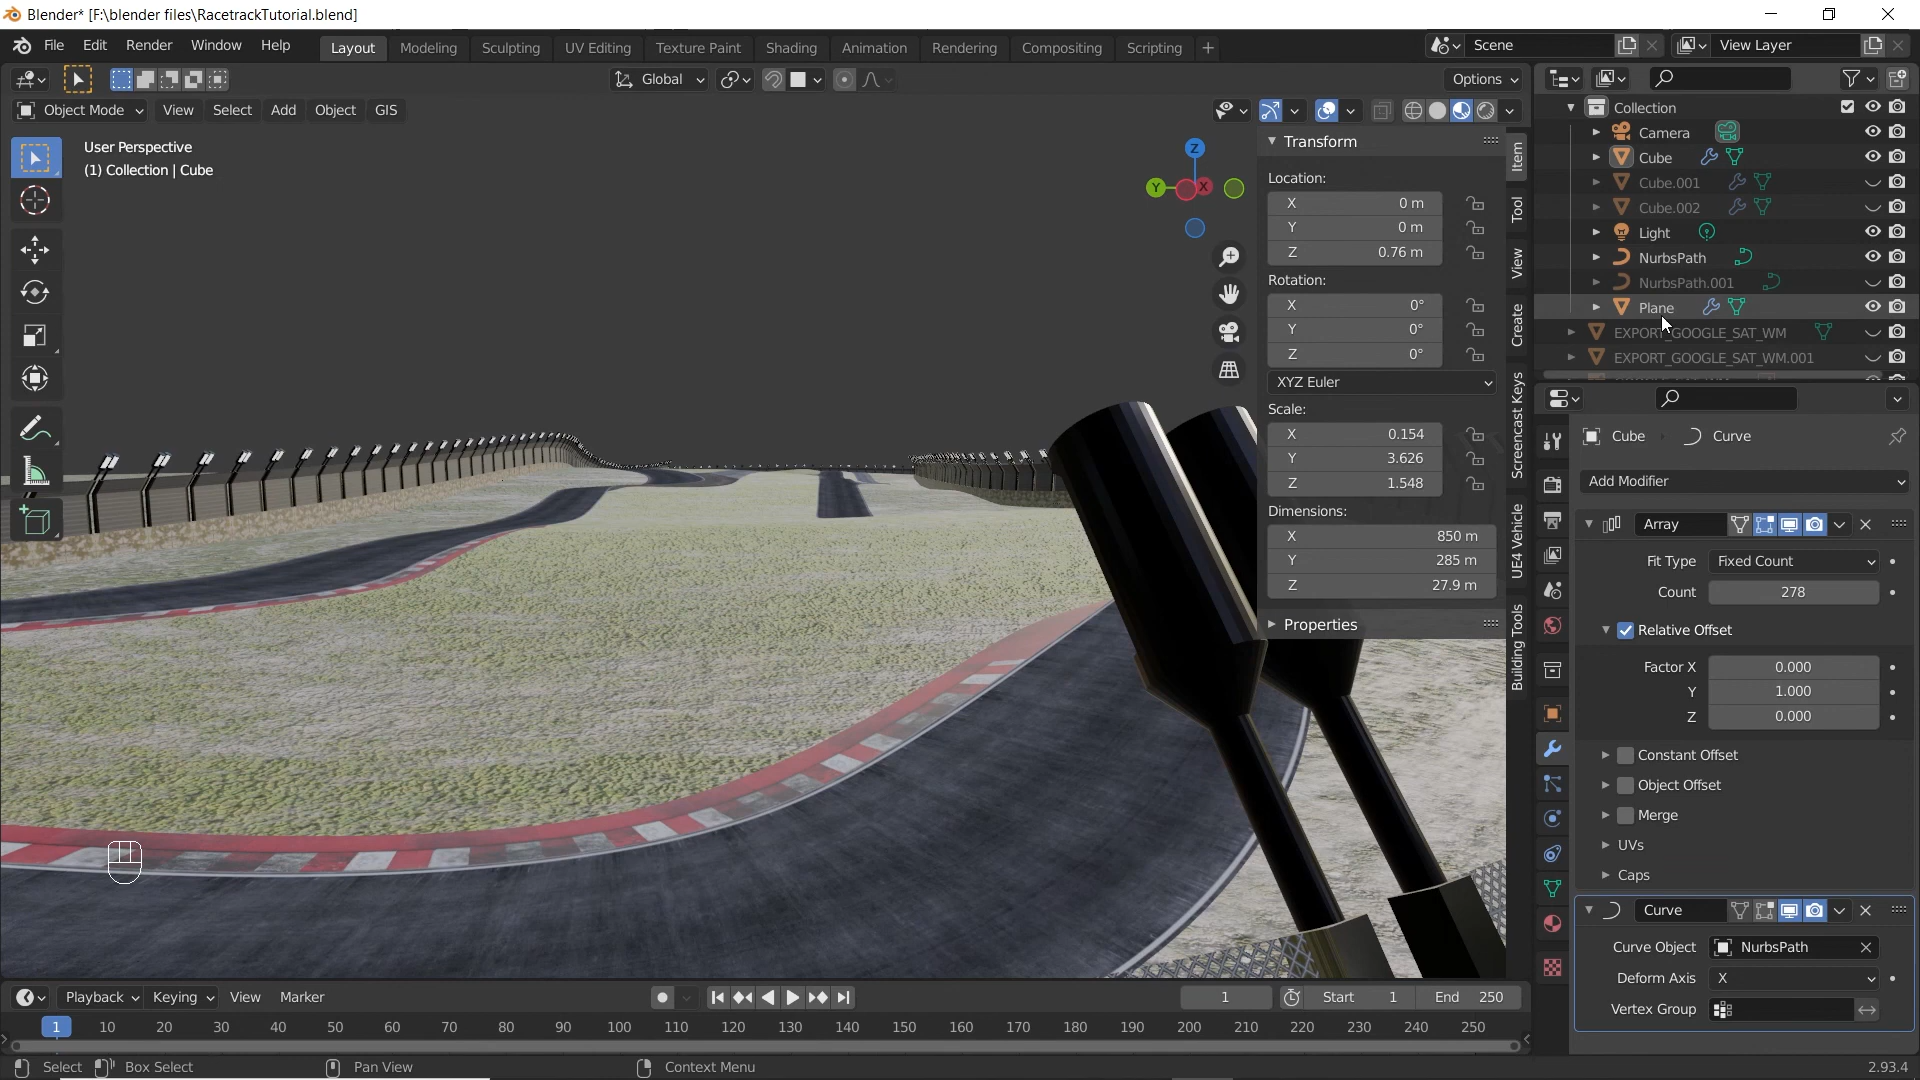 Blender* [F:\blender files\RacetrackTutorial.blend]
File Edit Render Window Help Layout Modeling Sculpting UV Editing Texture Paint Shading Animation Rendering Compositing Scripting + Scene View Layer
Global Options
Object Mode View Select Add Object GIS
User Perspective
(1) Collection | Cube
Z
Y X
Transform
Location:
X 0 m
Y 0 m
Z 0.76 m
Rotation:
X 0°
Y 0°
Z 0°
XYZ Euler
Scale:
X 0.154
Y 3.626
Z 1.548
Dimensions:
X 850 m
Y 285 m
Z 27.9 m
Properties
Item
Tool
View
Create
Screencast Keys
UE4 Vehicle
Building Tools
Collection
Camera
Cube
Cube.001
Cube.002
Light
NurbsPath
NurbsPath.001
Plane
EXPORT_GOOGLE_SAT_WM
EXPORT_GOOGLE_SAT_WM.001
Cube Curve
Add Modifier
Array
Fit Type Fixed Count
Count 278
Relative Offset
Factor X 0.000
Y 1.000
Z 0.000
Constant Offset
Object Offset
Merge
UVs
Caps
Curve
Curve Object NurbsPath
Deform Axis X
Vertex Group
Playback Keying View Marker 1 Start 1 End 250
1 10 20 30 40 50 60 70 80 90 100 110 120 130 140 150 160 170 180 190 200 210 220 230 240 250
Select Box Select Pan View Context Menu 2.93.4